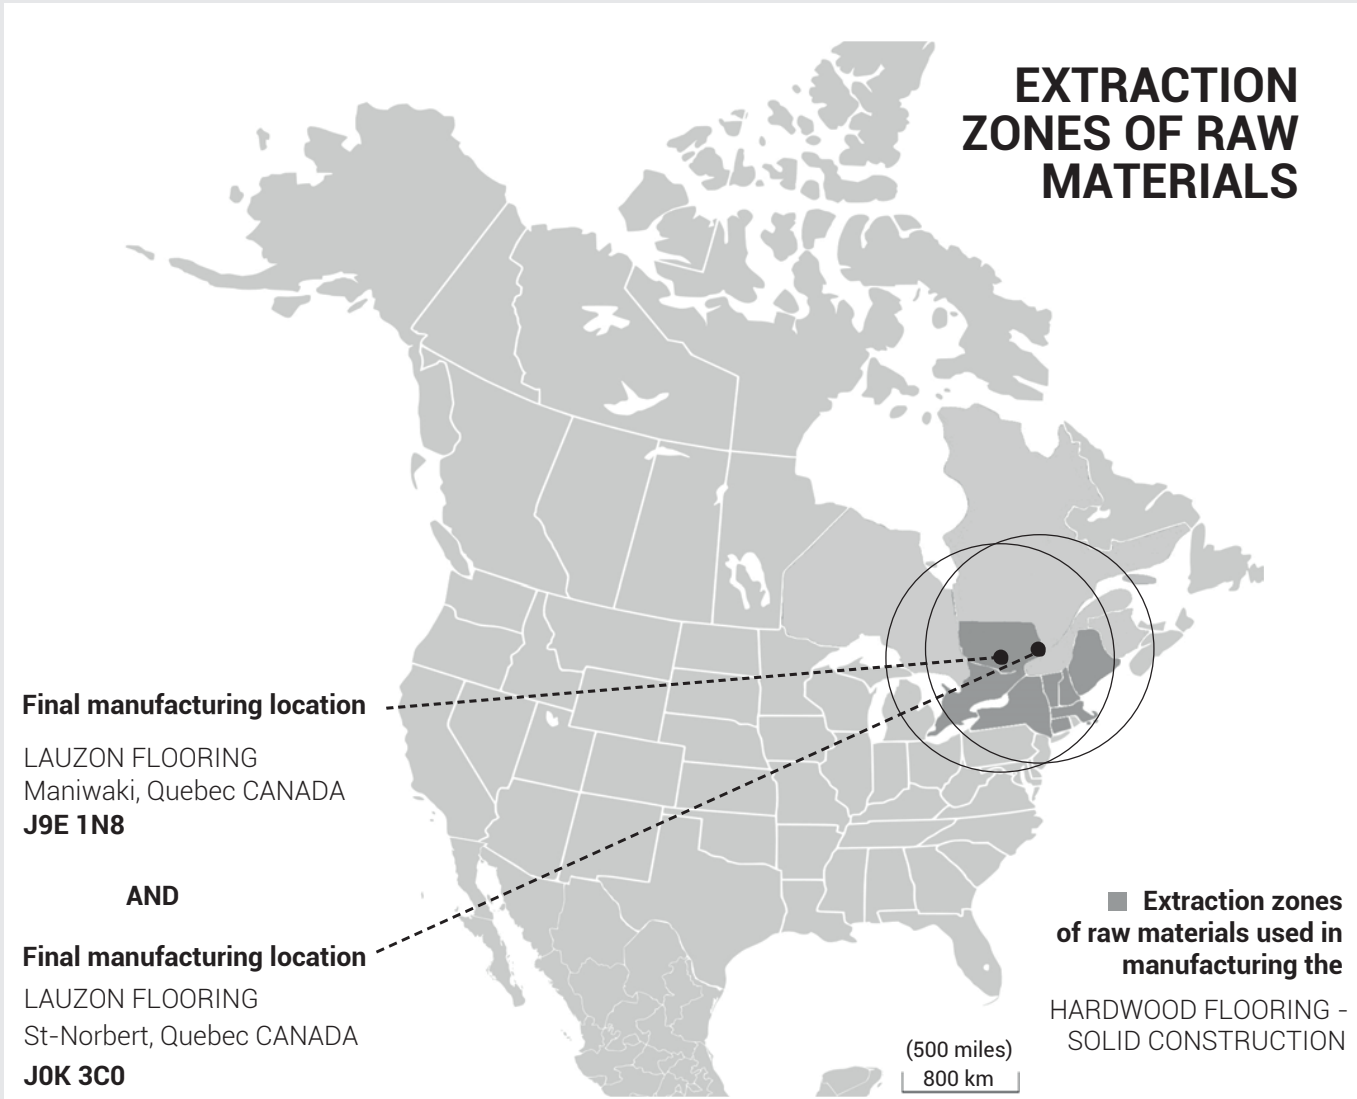 EXTRACTION
ZONES OF RAW
MATERIALS
Final manufacturing location
LAUZON FLOORING
Maniwaki, Quebec CANADA
J9E 1N8
AND
Final manufacturing location
LAUZON FLOORING
St-Norbert, Quebec CANADA
J0K 3C0
Extraction zones
of raw materials used in
manufacturing the
HARDWOOD FLOORING -
SOLID CONSTRUCTION
(500 miles)
800 km